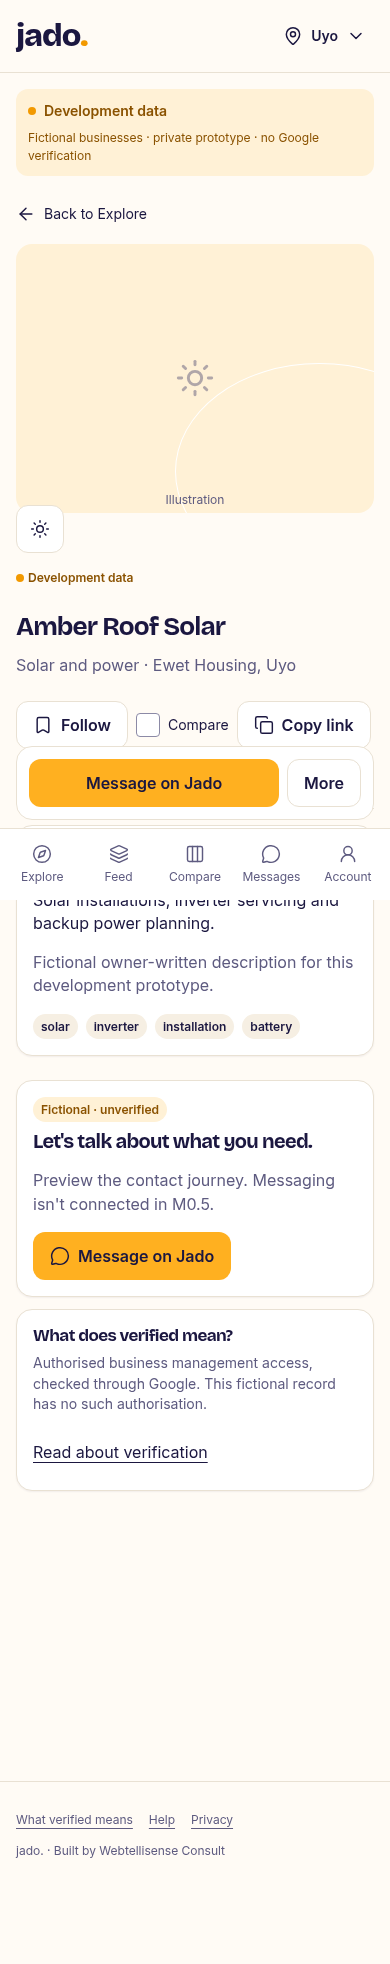 jado.
Uyo
Development data
Fictional businesses · private prototype · no Google
verification
Back to Explore
Illustration
Development data
Amber Roof Solar
Solar and power · Ewet Housing, Uyo
Follow
Compare
Copy link
Message on Jado
More
Explore
Feed
Compare
Messages
Account
Solar installations, inverter servicing and
backup power planning.
Fictional owner-written description for this
development prototype.
solar
inverter
installation
battery
Fictional · unverified
Let's talk about what you need.
Preview the contact journey. Messaging
isn't connected in M0.5.
Message on Jado
What does verified mean?
Authorised business management access,
checked through Google. This fictional record
has no such authorisation.
Read about verification
What verified means
Help
Privacy
jado. · Built by Webtellisense Consult